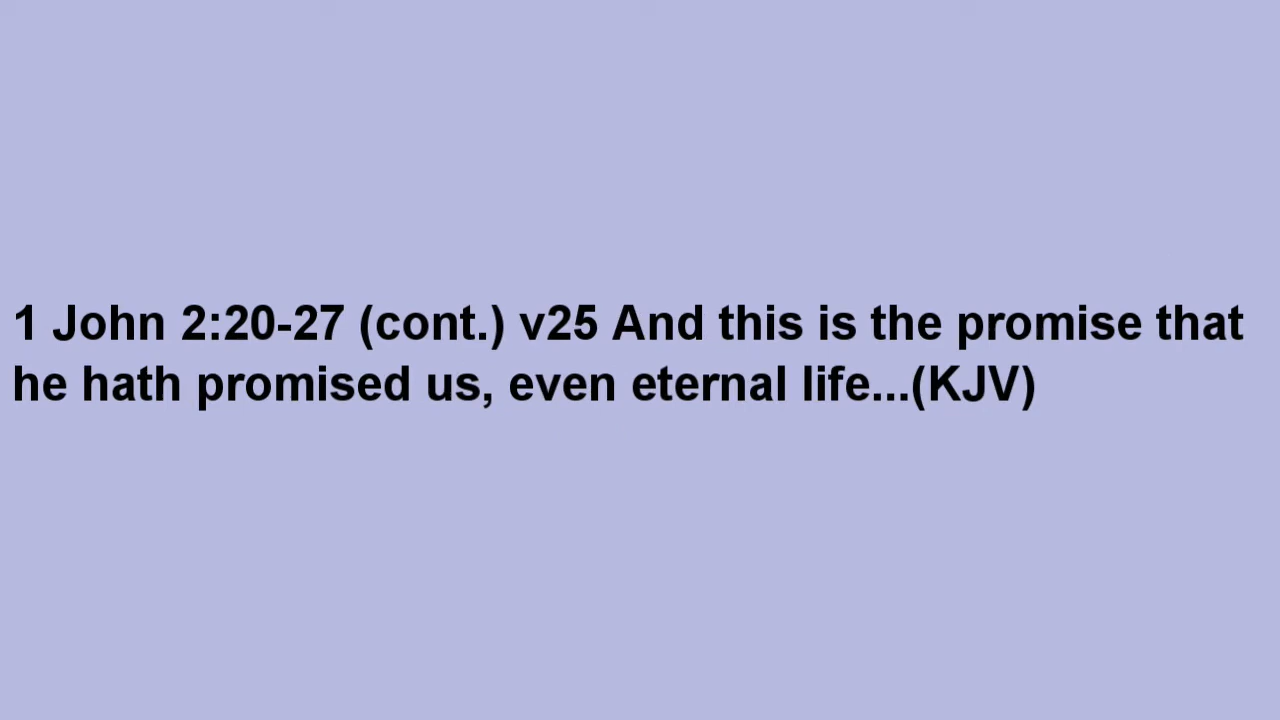 1 John 2:20-27 (cont.) v25 And this is the promise that
he hath promised us, even eternal life...(KJV)